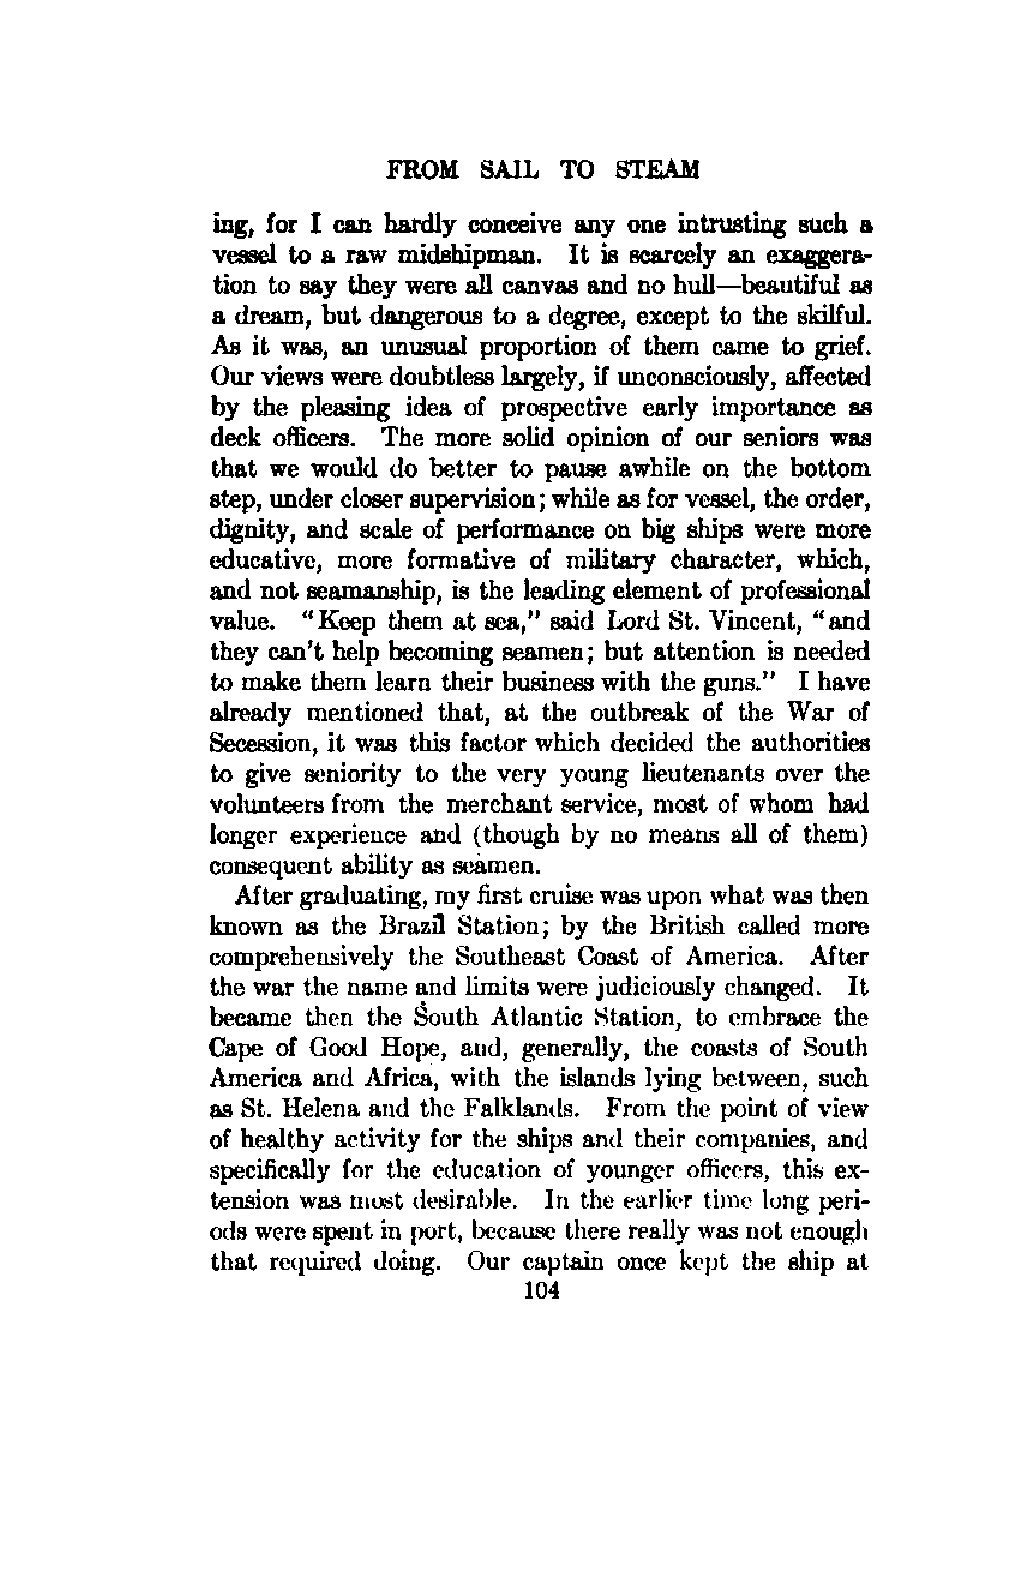 FROM SAIL TO STEAM
ing, for I can hardly conceive any one intrusting such a
vessel to a raw midshipman. It is scarcely an exaggera-
tion to say they were all canvas and no hull—beautiful as
a dream, but dangerous to a degree, except to the skilful.
As it was, an unusual proportion of them came to grief.
Our views were doubtless largely, if unconsciously, affected
by the pleasing idea of prospective early importance as
deck officers. The more solid opinion of our seniors was
that we would do better to pause awhile on the bottom
step, under closer supervision; while as for vessel, the order,
dignity, and scale of performance on big ships were more
educative, more formative of military character, which,
and not seamanship, is the leading element of professional
value. "Keep them at sea," said Lord St. Vincent, "and
they can't help becoming seamen; but attention is needed
to make them learn their business with the guns." I have
already mentioned that, at the outbreak of the War of
Secession, it was this factor which decided the authorities
to give seniority to the very young lieutenants over the
volunteers from the merchant service, most of whom had
longer experience and (though by no means all of them)
consequent ability as seamen.
After graduating, my first cruise was upon what was then
known as the Brazil Station; by the British called more
comprehensively the Southeast Coast of America. After
the war the name and limits were judiciously changed. It
became then the South Atlantic Station, to embrace the
Cape of Good Hope, and, generally, the coasts of South
America and Africa, with the islands lying between, such
as St. Helena and the Falklands. From the point of view
of healthy activity for the ships and their companies, and
specifically for the education of younger officers, this ex-
tension was most desirable. In the earlier time long peri-
ods were spent in port, because there really was not enough
that required doing. Our captain once kept the ship at
104